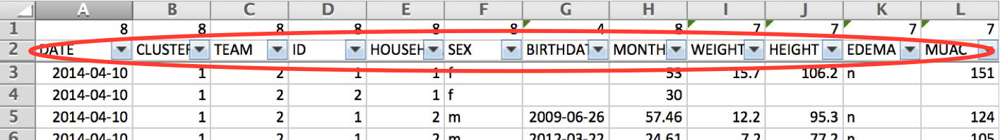 A B C D E F G H I J K L
1 8 8 8 8 8 8 4 8 7 7 7 7
2 DATE CLUSTER TEAM ID HOUSEH SEX BIRTHDAT MONTH WEIGHT HEIGHT EDEMA MUAC
3 2014-04-10 1 2 1 1 f 53 15.7 106.2 n 151
4 2014-04-10 1 2 2 1 f 30
5 2014-04-10 1 2 1 2 m 2009-06-26 57.46 12.2 95.3 n 124
6 2014-04-10 1 2 1 2 m 2012-03-22 24.61 7.2 77.2 n 105